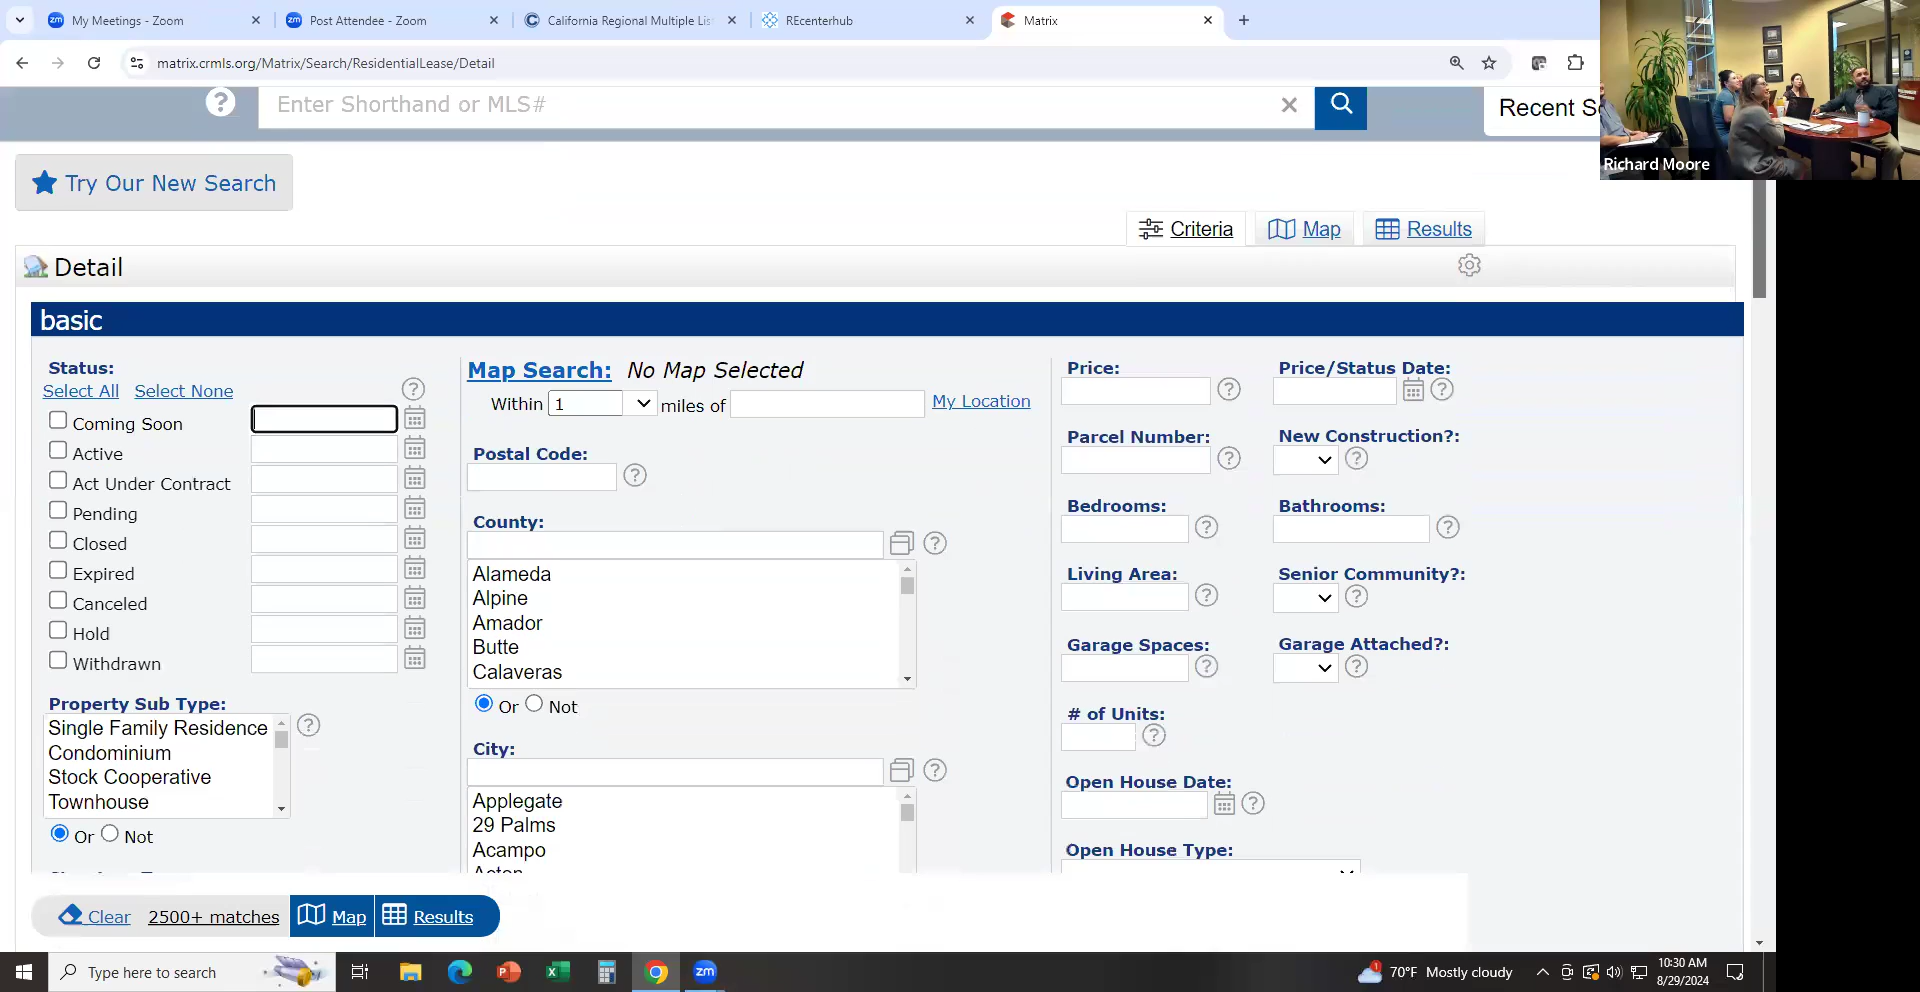 My Meetings - Zoom
Post Attendee - Zoom
California Regional Multiple Lis
REcenterhub
Matrix
matrix.crmls.org/Matrix/Search/ResidentialLease/Detail
Enter Shorthand or MLS#
Recent S
Richard Moore
Try Our New Search
Criteria
Map
Results
Detail
basic
Status:
Select All Select None
Coming Soon
Active
Act Under Contract
Pending
Closed
Expired
Canceled
Hold
Withdrawn
Property Sub Type:
Single Family Residence
Condominium
Stock Cooperative
Townhouse
Or Not
Map Search: No Map Selected
Within 1 miles of
My Location
Postal Code:
County:
Alameda
Alpine
Amador
Butte
Calaveras
Or Not
City:
Applegate
29 Palms
Acampo
Acton
Price:
Price/Status Date:
Parcel Number:
New Construction?:
Bedrooms:
Bathrooms:
Living Area:
Senior Community?:
Garage Spaces:
Garage Attached?:
# of Units:
Open House Date:
Open House Type:
Clear 2500+ matches Map Results
Type here to search
zm
70°F Mostly cloudy
10:30 AM
8/29/2024